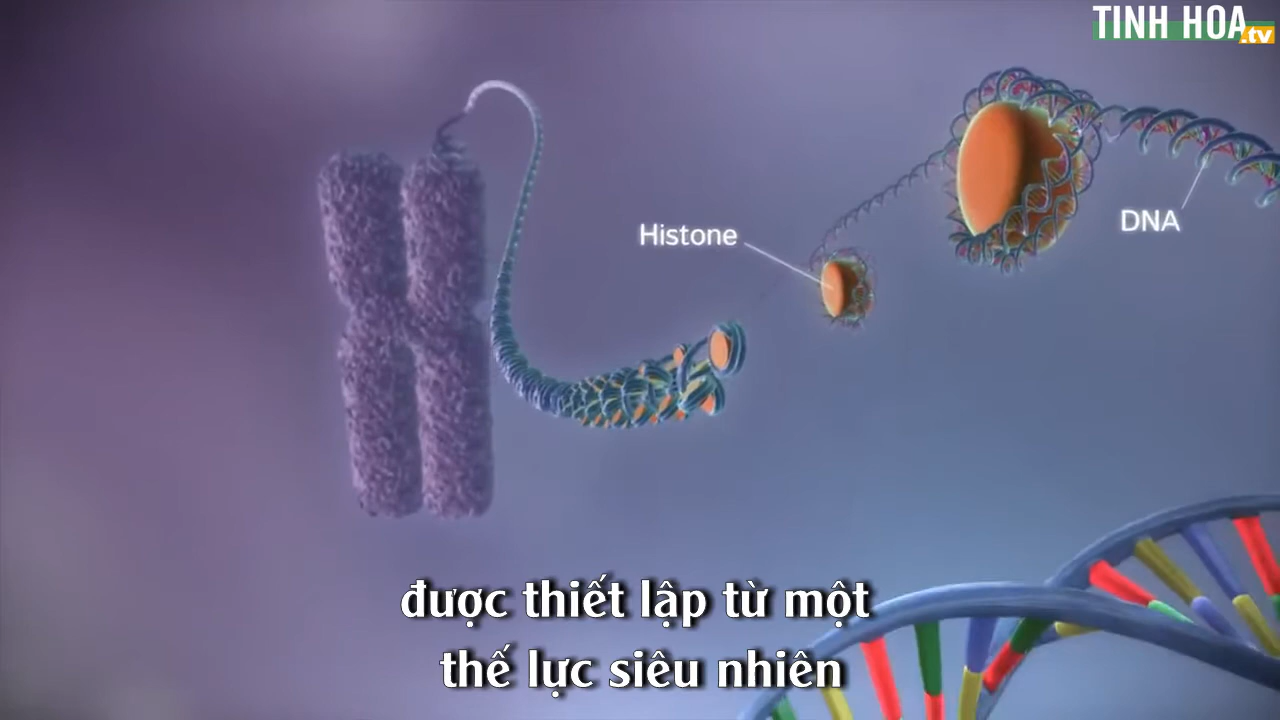 TINH HOA.tv
Histone
DNA
được thiết lập từ một
thế lực siêu nhiên